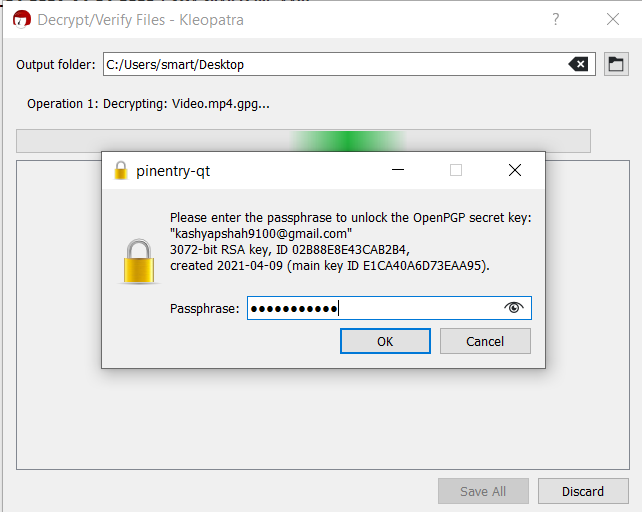 Decrypt/Verify Files - Kleopatra
Output folder: C:/Users/smart/Desktop
Operation 1: Decrypting: Video.mp4.gpg...
pinentry-qt
Please enter the passphrase to unlock the OpenPGP secret key:
"kashyapshah9100@gmail.com"
3072-bit RSA key, ID 02B88E8E43CAB2B4,
created 2021-04-09 (main key ID E1CA40A6D73EAA95).
Passphrase: ●●●●●●●●●●●
OK Cancel
Save All Discard